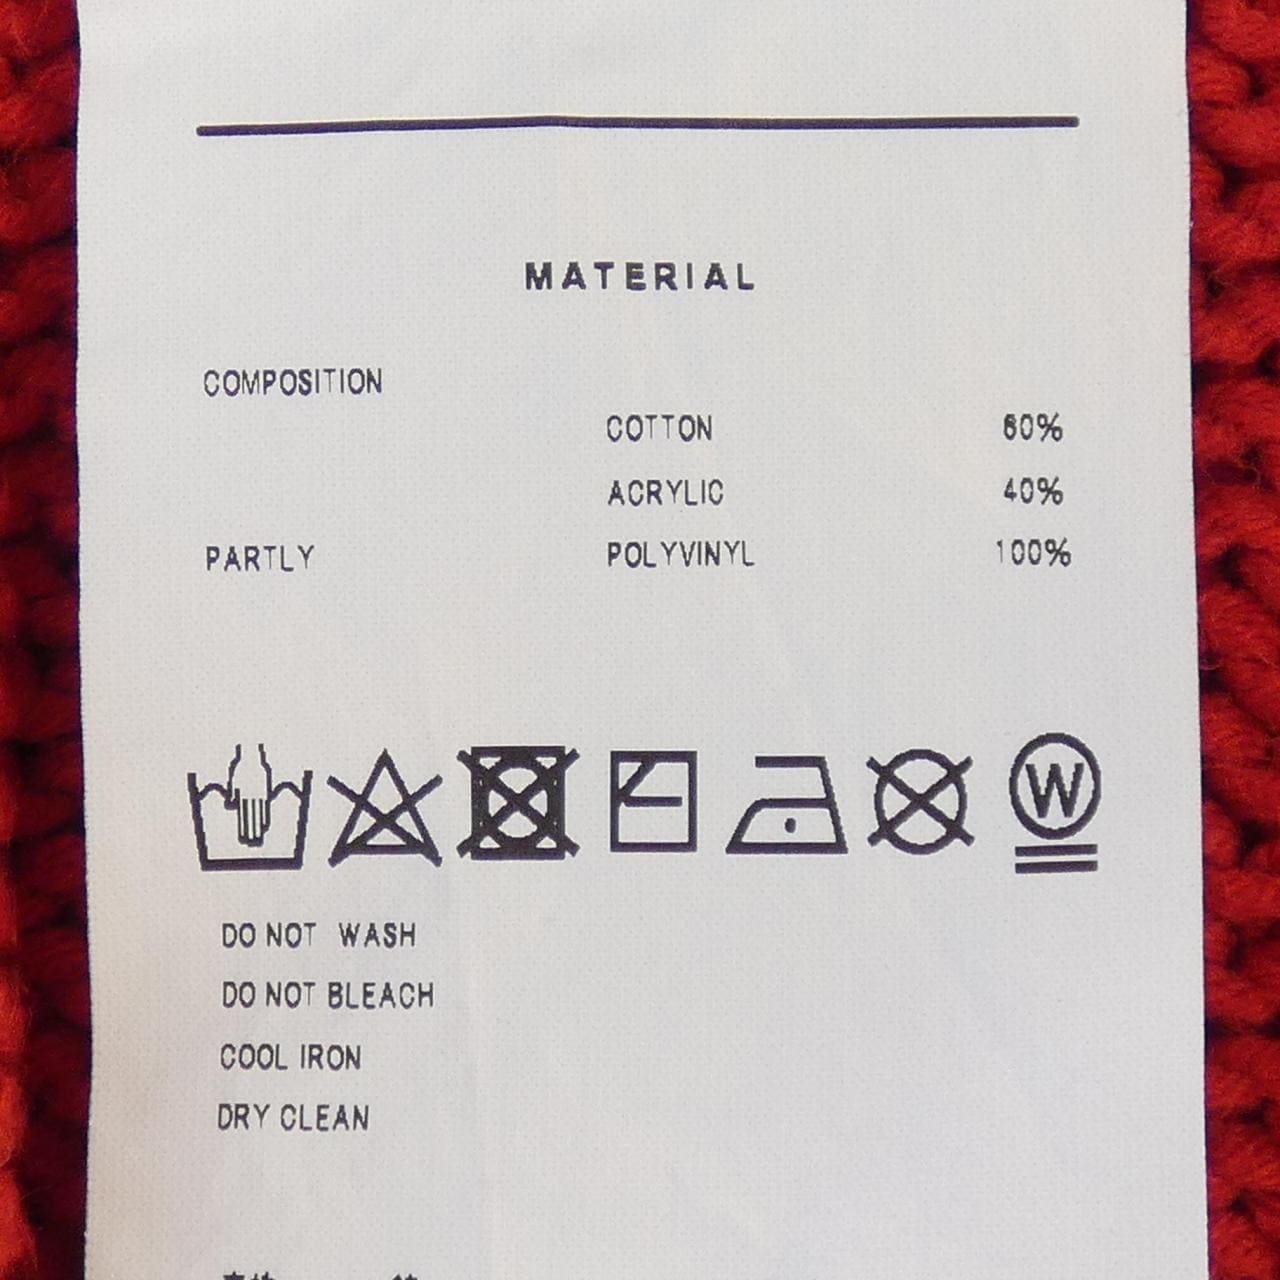 MATERIAL
COMPOSITION
COTTON 60%
ACRYLIC 40%
PARTLY POLYVINYL 100%
W
DO NOT WASH
DO NOT BLEACH
COOL IRON
DRY CLEAN